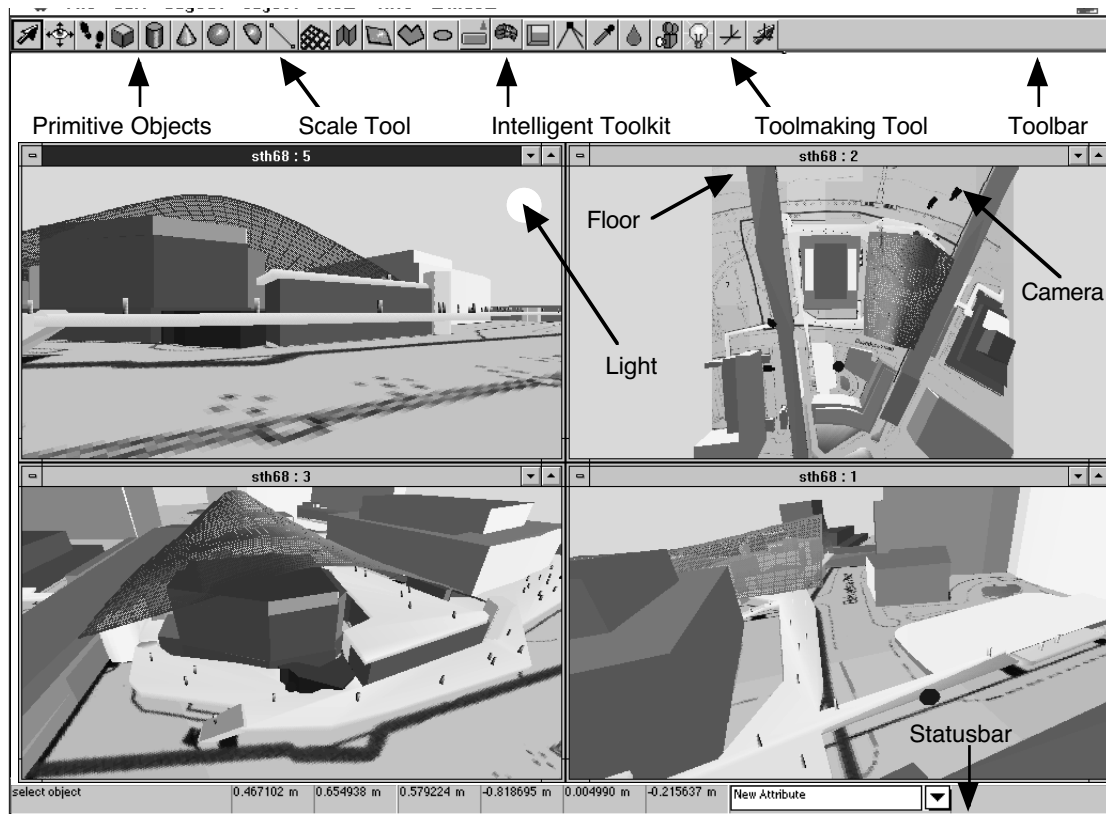 Primitive Objects
Scale Tool
Intelligent Toolkit
Toolmaking Tool
Toolbar
sth68 : 5
sth68 : 2
Floor
Camera
Light
sth68 : 3
sth68 : 1
Statusbar
select object
0.467102 m
0.654938 m
0.579224 m
-0.818695 m
0.004990 m
-0.215637 m
New Attribute